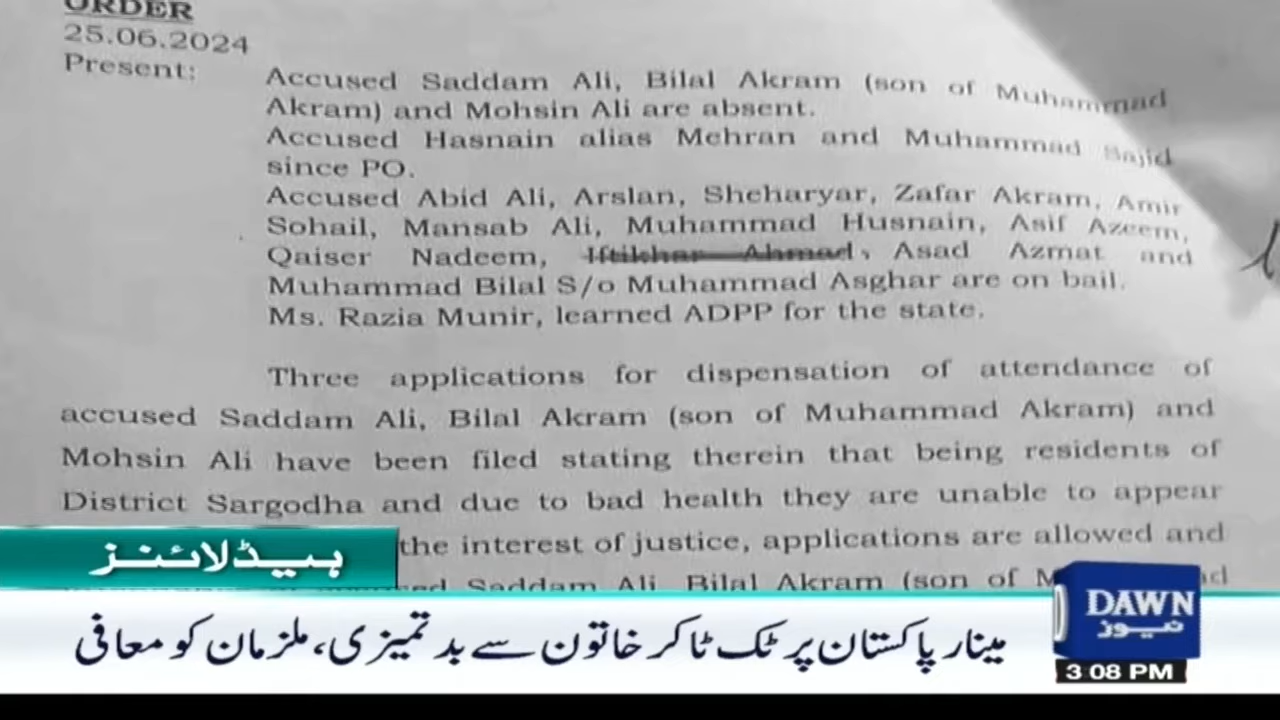 ORDER
25.06.2024
Present:
Accused Saddam Ali, Bilal Akram (son of Muhammad
Akram) and Mohsin Ali are absent.
Accused Hasnain alias Mehran and Muhammad Sajid
since PO.
Accused Abid Ali, Arslan, Sheharyar, Zafar Akram, Amir
Sohail, Mansab Ali, Muhammad Husnain, Asif Azeem,
Qaiser Nadeem, Iftikhar Ahmad, Asad Azmat and
Muhammad Bilal S/o Muhammad Asghar are on bail.
Ms. Razia Munir, learned ADPP for the state.
Three applications for dispensation of attendance of
accused Saddam Ali, Bilal Akram (son of Muhammad Akram) and
Mohsin Ali have been filed stating therein that being residents of
District Sargodha and due to bad health they are unable to appear
the interest of justice, applications are allowed and
Saddam Ali, Bilal Akram (son of
ہیڈلائنز
مینار پاکستان پر ٹک ٹاکر خاتون سے بدتمیزی، ملزمان کو معافی
DAWN
نیوز
3:08 PM